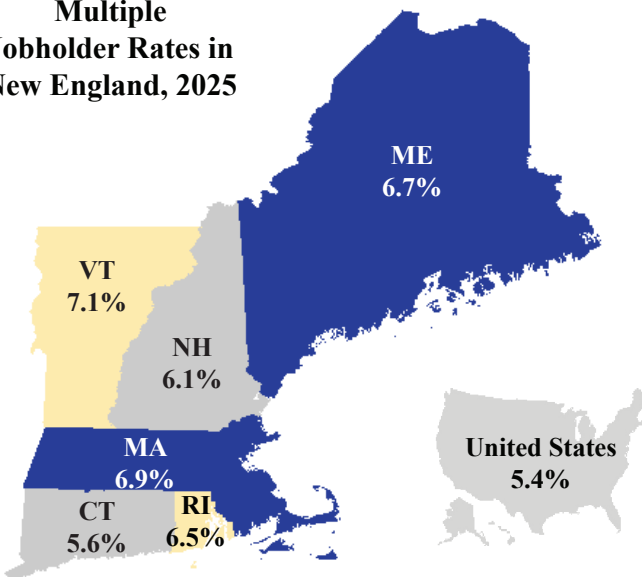 Multiple
Jobholder Rates in
New England, 2025
ME
6.7%
VT
7.1%
NH
6.1%
MA
6.9%
United States
5.4%
CT
5.6%
RI
6.5%